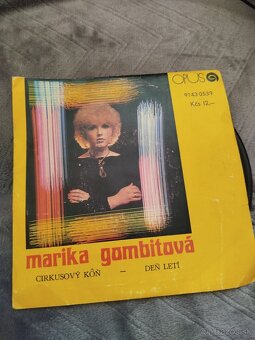 OPUS
9143 0539
Kčs 12,–
marika gombitová
CIRKUSOVÝ KÔŇ – DEŇ LETÍ